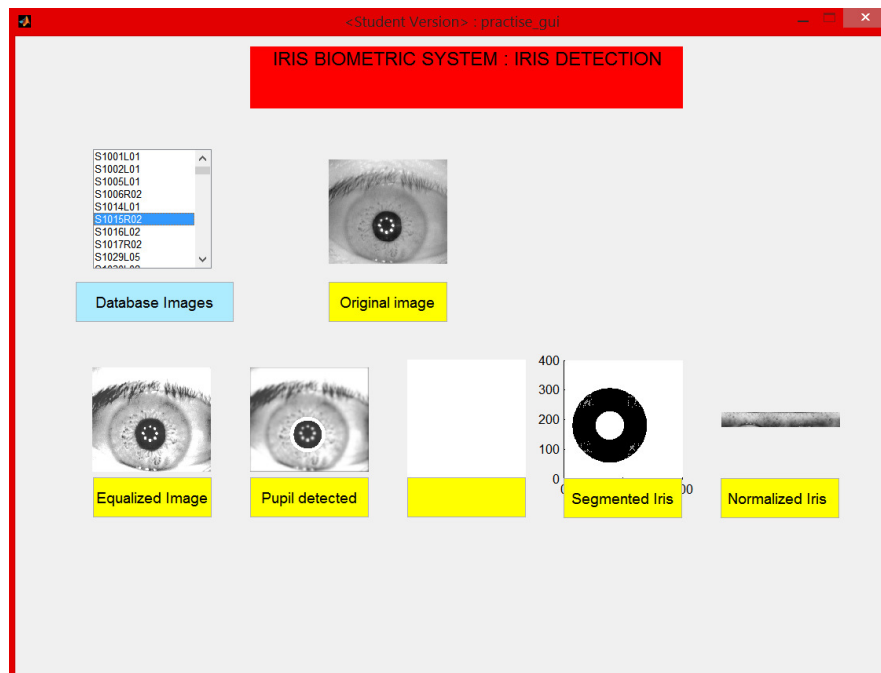 <Student Version> : practise_gui
IRIS BIOMETRIC SYSTEM : IRIS DETECTION
S1001L01
S1002L01
S1005L01
S1006R02
S1014L01
S1015R02
S1016L02
S1017R02
S1029L05
Database Images
Original image
400
300
200
100
0
Equalized Image
Pupil detected
Segmented Iris
Normalized Iris